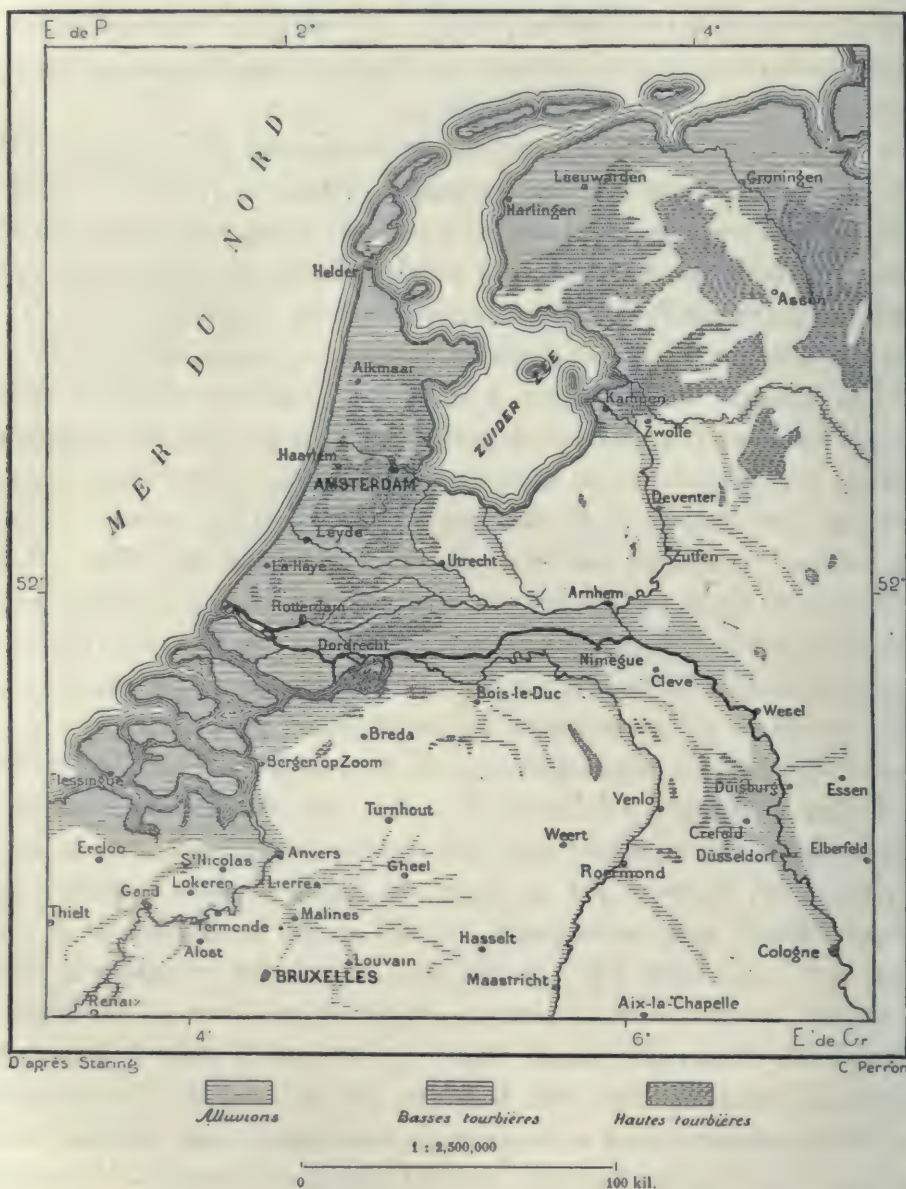 E de P 2° 4°
MER DU NORD
Leeuwarden
Groningen
Harlingen
Helder
Assen
Alkmaar
ZUIDER ZEE
Kampen
Zwolle
Haarlem
AMSTERDAM
Deventer
Leyde
Utrecht
Zutfen
La Haye
52° 52°
Arnhem
Rotterdam
Dordrecht
Nimègue
Clève
Bois-le-Duc
Wesel
Breda
Bergen op Zoom
Flessingue
Duisburg
Essen
Venlo
Turnhout
Crefeld
Weert
Eecloo
Anvers
Düsseldorf
Elberfeld
St Nicolas
Gheel
Roermond
Lokeren
Lierre
Gand
Thielt
Malines
Termonde
Hasselt
Alost
Louvain
Cologne
BRUXELLES
Maastricht
Renaix
Aix-la-Chapelle
4° 6° E de Gr
D'après Staring C Perron
Alluvions Basses tourbières Hautes tourbières
1 : 2,500,000
0 100 kil.